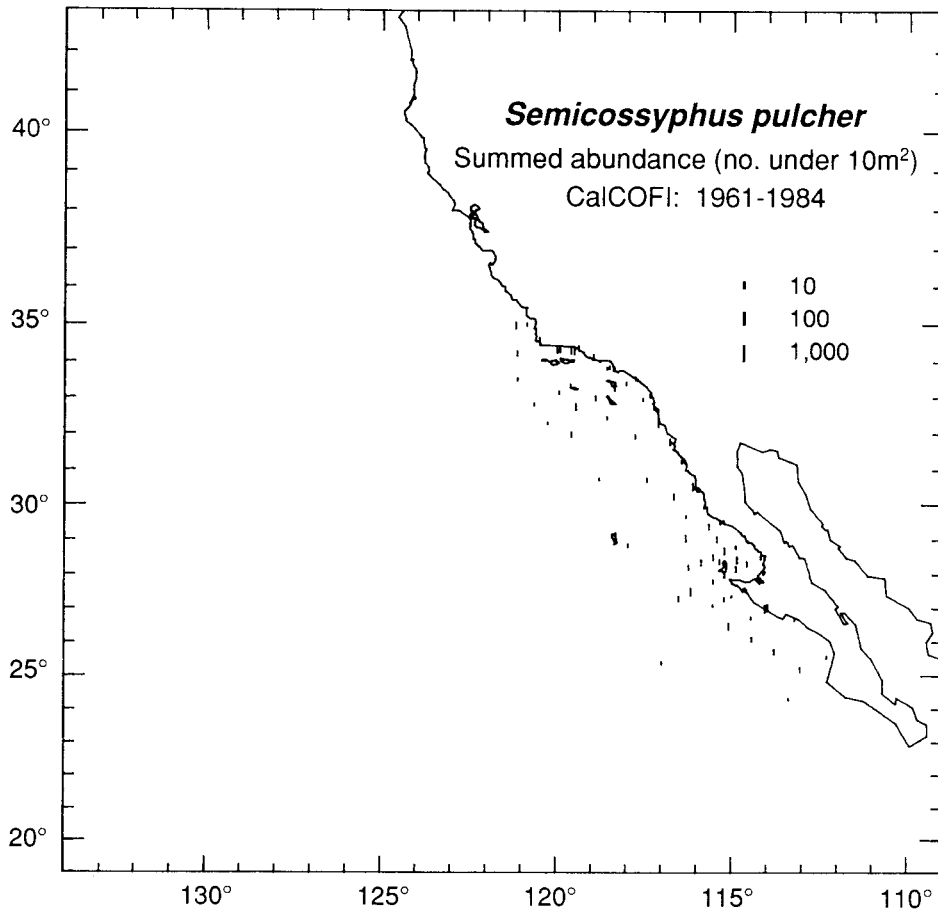 Semicossyphus pulcher
Summed abundance (no. under 10m²)
CalCOFI: 1961-1984
10
100
1,000
40°
35°
30°
25°
20°
130° 125° 120° 115° 110°